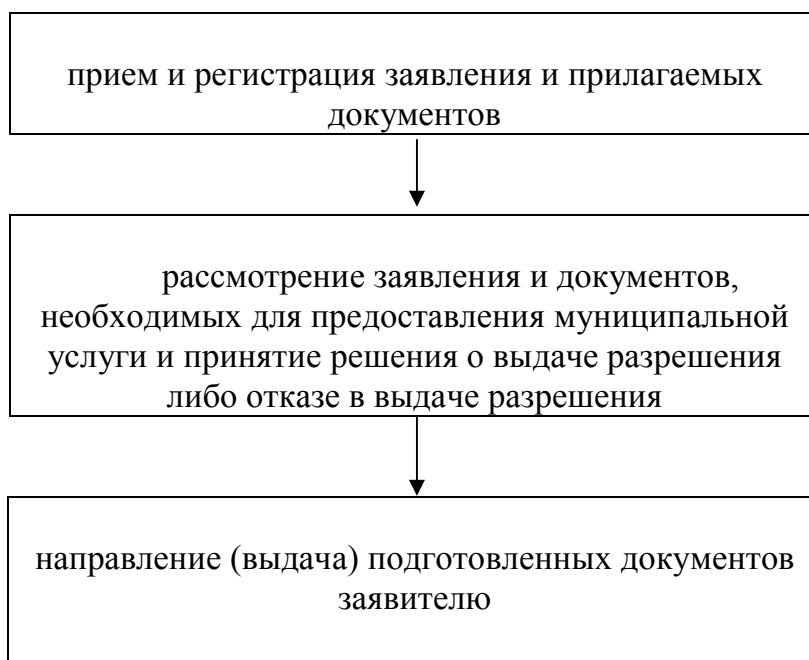 прием и регистрация заявления и прилагаемых
документов
рассмотрение заявления и документов,
необходимых для предоставления муниципальной
услуги и принятие решения о выдаче разрешения
либо отказе в выдаче разрешения
направление (выдача) подготовленных документов
заявителю